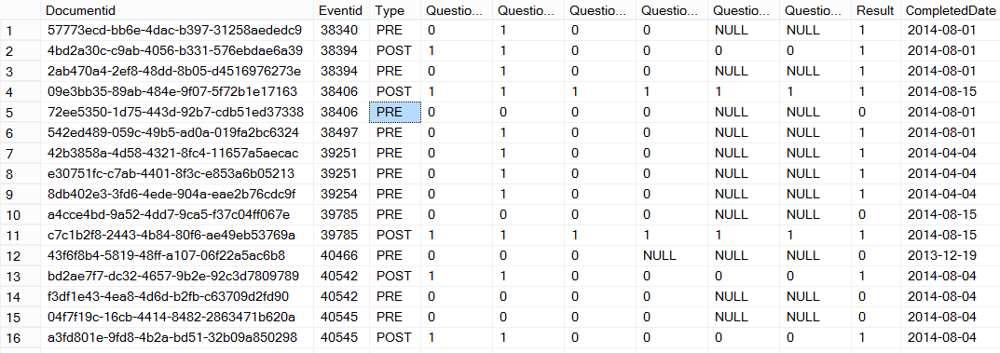 Documentid Eventid Type Questio... Questio... Questio... Questio... Questio... Questio... Result CompletedDate
1 57773ecd-bb6e-4dac-b397-31258aededc9 38340 PRE 0 1 0 0 NULL NULL 1 2014-08-01
2 4bd2a30c-c9ab-4056-b331-576ebdae6a39 38394 POST 1 1 0 0 0 0 1 2014-08-01
3 2ab470a4-2ef8-48dd-8b05-d4516976273e 38394 PRE 0 1 0 0 NULL NULL 1 2014-08-01
4 09e3bb35-89ab-484e-9f07-5f72b1e17163 38406 POST 1 1 1 1 1 1 1 2014-08-15
5 72ee5350-1d75-443d-92b7-cdb51ed37338 38406 PRE 0 0 0 0 NULL NULL 0 2014-08-01
6 542ed489-059c-49b5-ad0a-019fa2bc6324 38497 PRE 0 1 0 0 NULL NULL 1 2014-08-01
7 42b3858a-4d58-4321-8fc4-11657a5aecac 39251 PRE 0 1 0 0 NULL NULL 1 2014-04-04
8 e30751fc-c7ab-4401-8f3c-e853a6b05213 39251 PRE 0 1 0 0 NULL NULL 1 2014-04-04
9 8db402e3-3fd6-4ede-904a-eae2b76cdc9f 39254 PRE 0 1 0 0 NULL NULL 1 2014-04-04
10 a4cce4bd-9a52-4dd7-9ca5-f37c04ff067e 39785 PRE 0 0 0 0 NULL NULL 0 2014-08-15
11 c7c1b2f8-2443-4b84-80f6-ae49eb53769a 39785 POST 1 1 1 1 1 1 1 2014-08-15
12 43f6f8b4-5819-48ff-a107-06f22a5ac6b8 40466 PRE 0 0 0 NULL NULL NULL 0 2013-12-19
13 bd2ae7f7-dc32-4657-9b2e-92c3d7809789 40542 POST 1 1 0 0 0 0 1 2014-08-04
14 f3df1e43-4ea8-4d6d-b2fb-c63709d2fd90 40542 PRE 0 0 0 0 NULL NULL 0 2014-08-04
15 04f7f19c-16cb-4414-8482-2863471b620a 40545 PRE 0 0 0 0 NULL NULL 0 2014-08-04
16 a3fd801e-9fd8-4b2a-bd51-32b09a850298 40545 POST 1 1 0 0 0 0 1 2014-08-04